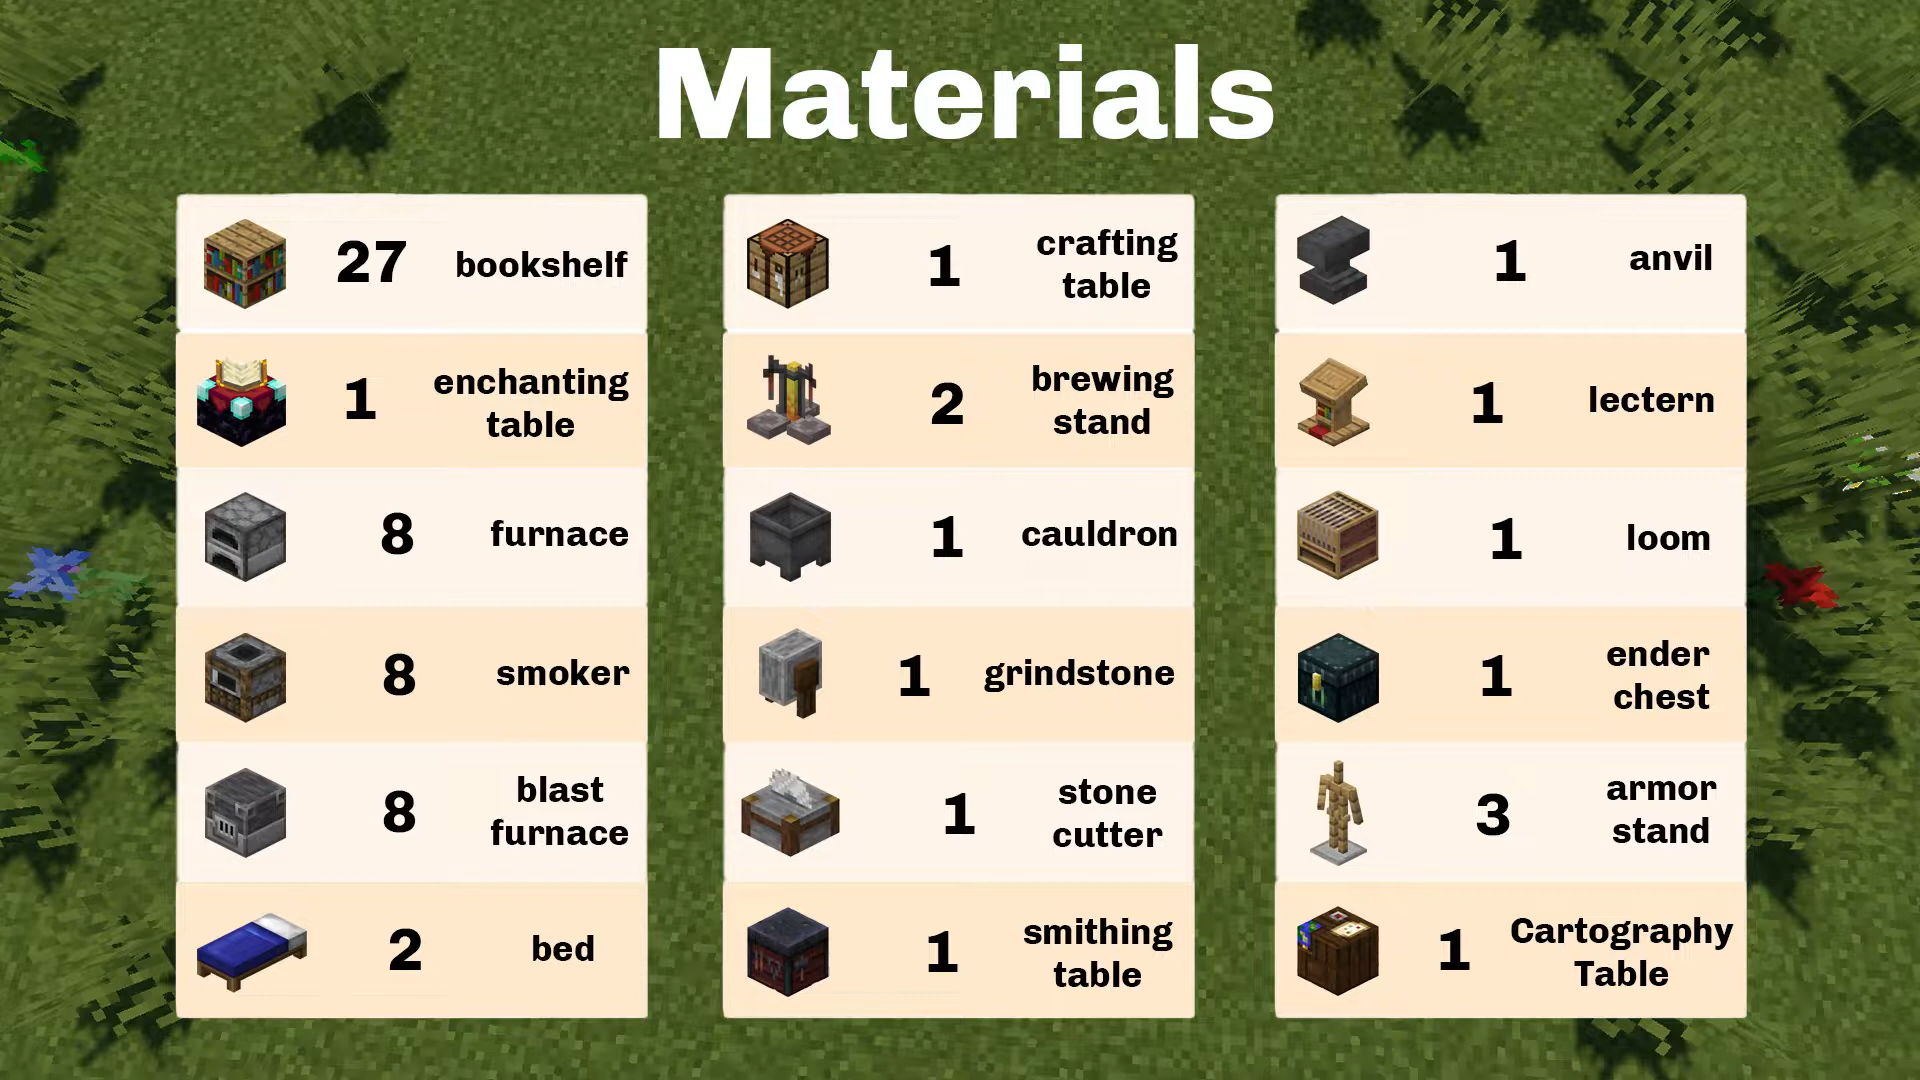 Materials
27 bookshelf
1 enchanting
table
8 furnace
8 smoker
8 blast
furnace
2 bed
1 crafting
table
2 brewing
stand
1 cauldron
1 grindstone
1 stone
cutter
1 smithing
table
1 anvil
1 lectern
1 loom
1 ender
chest
3 armor
stand
1 Cartography
Table